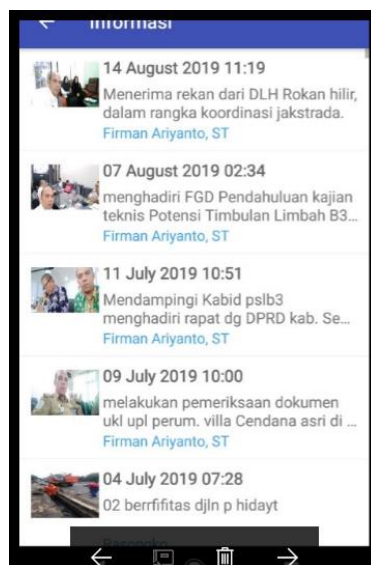 Informasi
14 August 2019 11:19
Menerima rekan dari DLH Rokan hilir,
dalam rangka koordinasi jakstrada.
Firman Ariyanto, ST
07 August 2019 02:34
menghadiri FGD Pendahuluan kajian
teknis Potensi Timbulan Limbah B3...
Firman Ariyanto, ST
11 July 2019 10:51
Mendampingi Kabid pslb3
menghadiri rapat dg DPRD kab. Se...
Firman Ariyanto, ST
09 July 2019 10:00
melakukan pemeriksaan dokumen
ukl upl perum. villa Cendana asri di ...
Firman Ariyanto, ST
04 July 2019 07:28
02 berrfifitas djln p hidayt